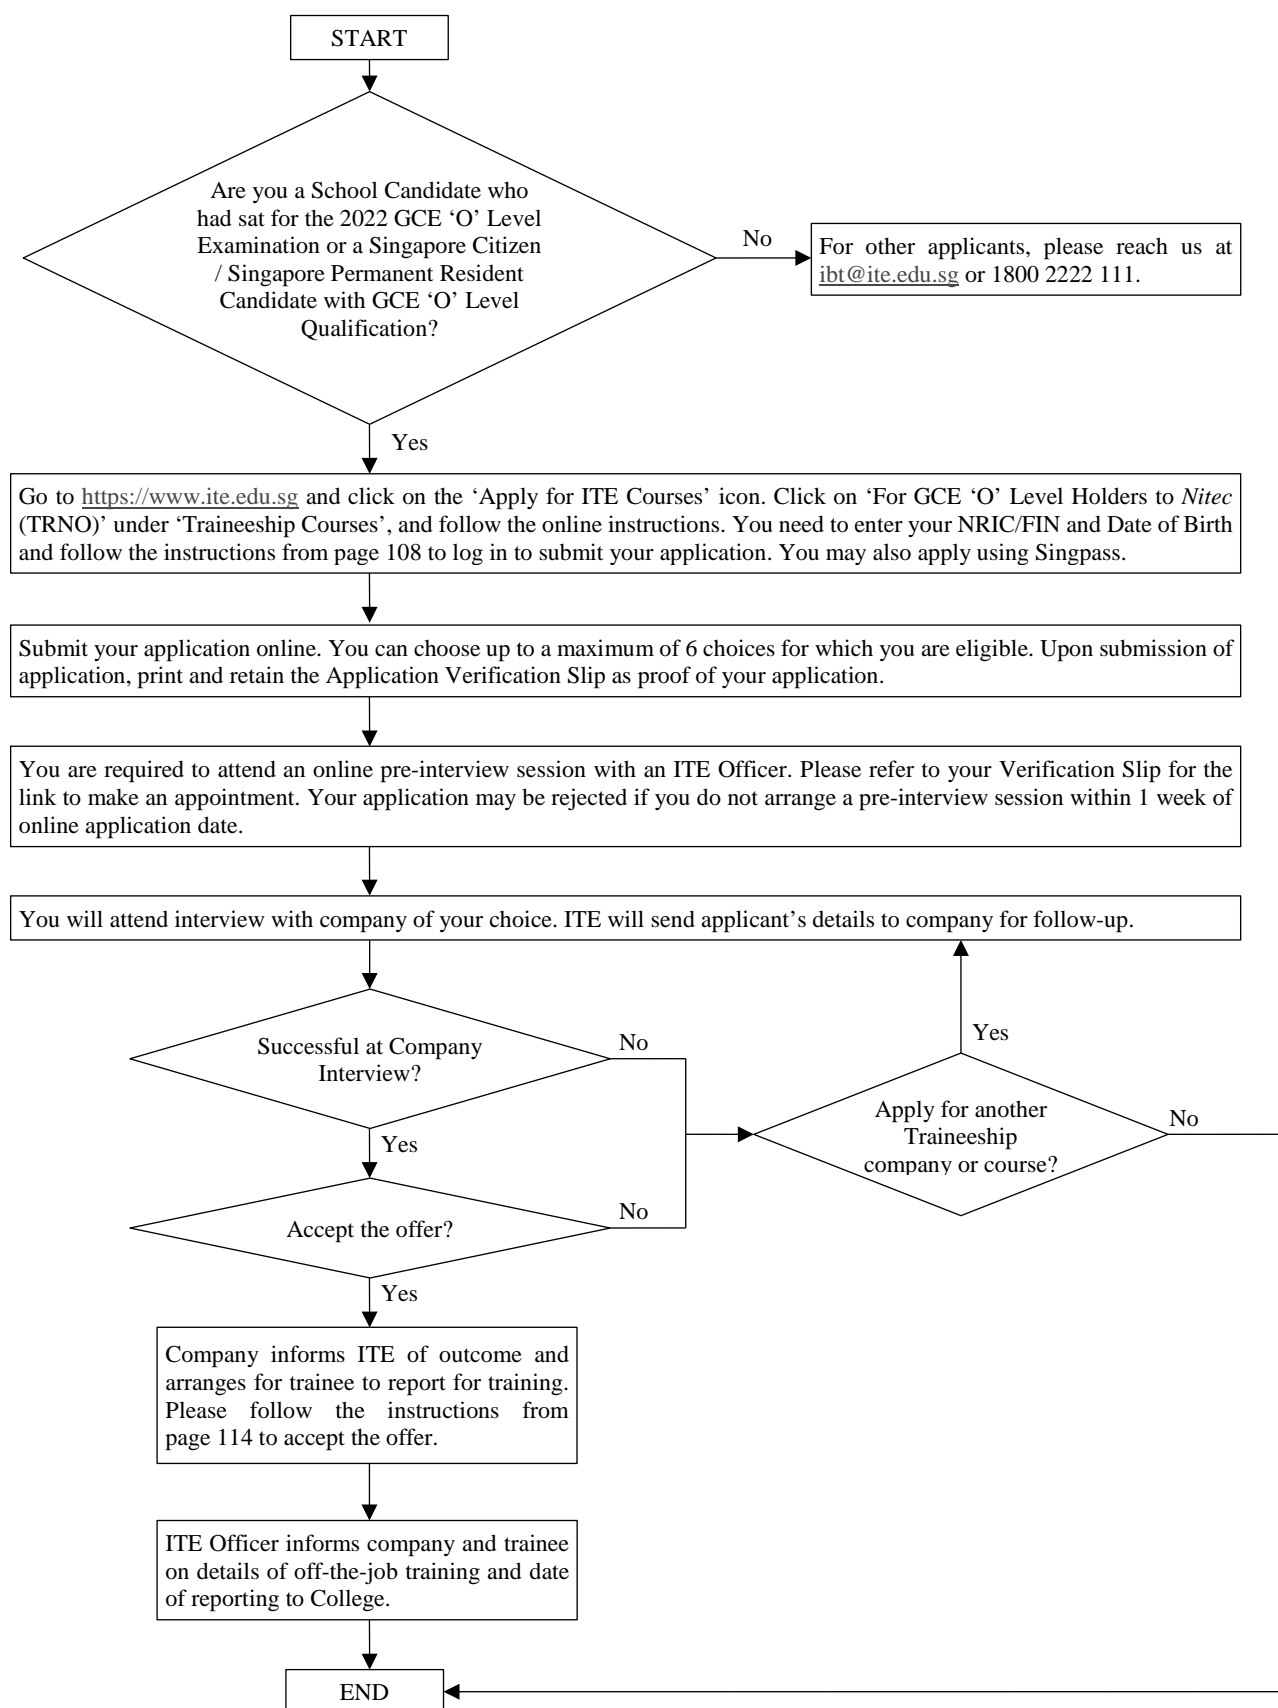 START
Are you a School Candidate who
had sat for the 2022 GCE ‘O’ Level
Examination or a Singapore Citizen
/ Singapore Permanent Resident
Candidate with GCE ‘O’ Level
Qualification?
No
For other applicants, please reach us at
ibt@ite.edu.sg or 1800 2222 111.
Yes
Go to https://www.ite.edu.sg and click on the ‘Apply for ITE Courses’ icon. Click on ‘For GCE ‘O’ Level Holders to Nitec
(TRNO)’ under ‘Traineeship Courses’, and follow the online instructions. You need to enter your NRIC/FIN and Date of Birth
and follow the instructions from page 108 to log in to submit your application. You may also apply using Singpass.
Submit your application online. You can choose up to a maximum of 6 choices for which you are eligible. Upon submission of
application, print and retain the Application Verification Slip as proof of your application.
You are required to attend an online pre-interview session with an ITE Officer. Please refer to your Verification Slip for the
link to make an appointment. Your application may be rejected if you do not arrange a pre-interview session within 1 week of
online application date.
You will attend interview with company of your choice. ITE will send applicant’s details to company for follow-up.
Successful at Company
Interview?
No
Yes
Apply for another
Traineeship
company or course?
Yes
No
Accept the offer?
No
Yes
Company informs ITE of outcome and
arranges for trainee to report for training.
Please follow the instructions from
page 114 to accept the offer.
ITE Officer informs company and trainee
on details of off-the-job training and date
of reporting to College.
END